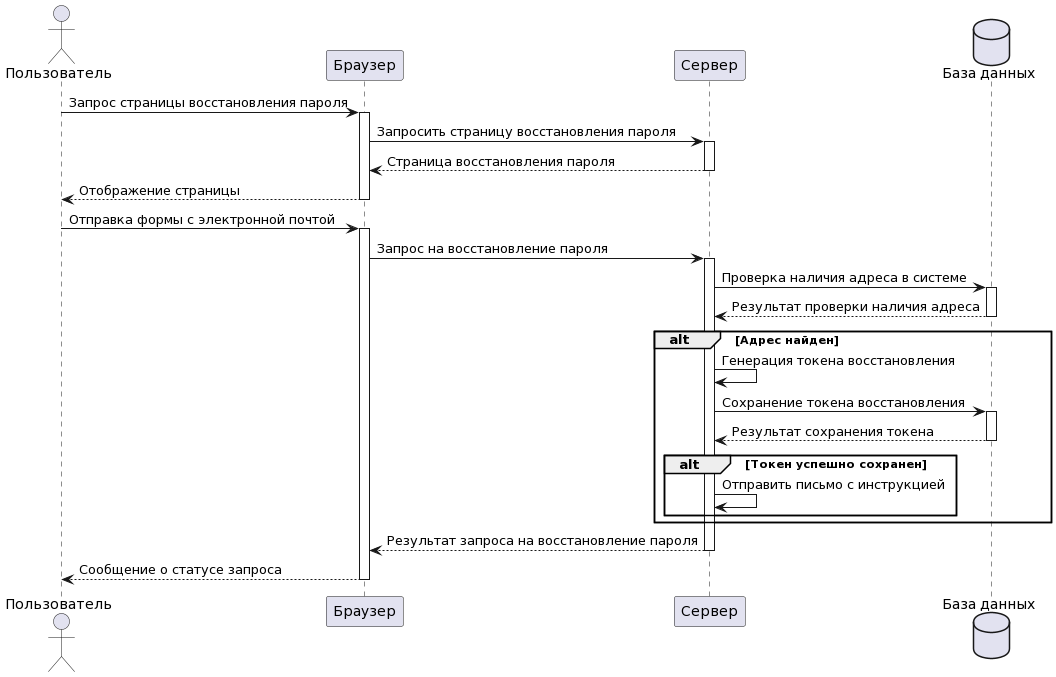 Пользователь
Браузер
Сервер
База данных
Запрос страницы восстановления пароля
Запросить страницу восстановления пароля
Страница восстановления пароля
Отображение страницы
Отправка формы с электронной почтой
Запрос на восстановление пароля
Проверка наличия адреса в системе
Результат проверки наличия адреса
alt [Адрес найден]
Генерация токена восстановления
Сохранение токена восстановления
Результат сохранения токена
alt [Токен успешно сохранен]
Отправить письмо с инструкцией
Результат запроса на восстановление пароля
Сообщение о статусе запроса
Пользователь
Браузер
Сервер
База данных